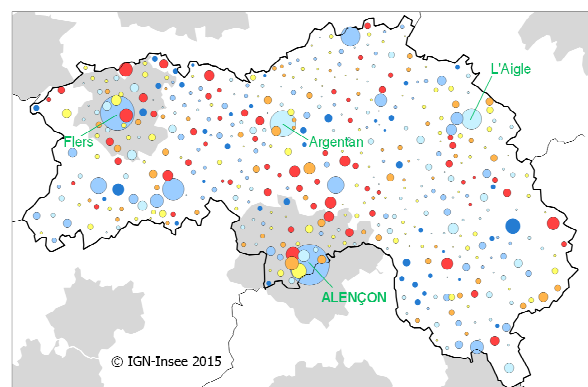 L'Aigle
Flers
Argentan
ALENÇON
© IGN-Insee 2015